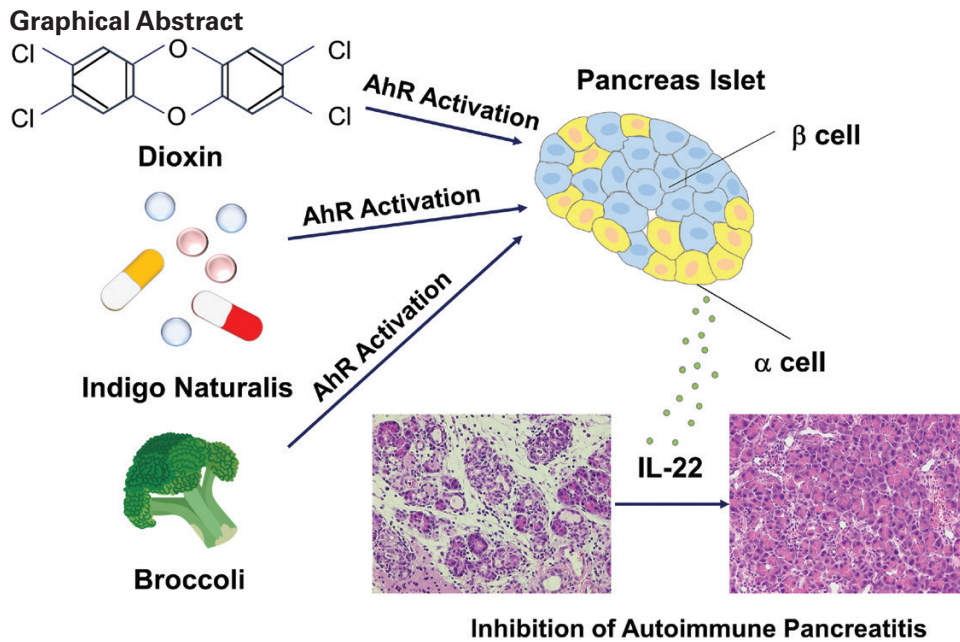 Graphical Abstract
Cl
Cl
O
O
Cl
Cl
Dioxin
AhR Activation
Pancreas Islet
β cell
AhR Activation
Indigo Naturalis
AhR Activation
α cell
IL-22
Broccoli
Inhibition of Autoimmune Pancreatitis